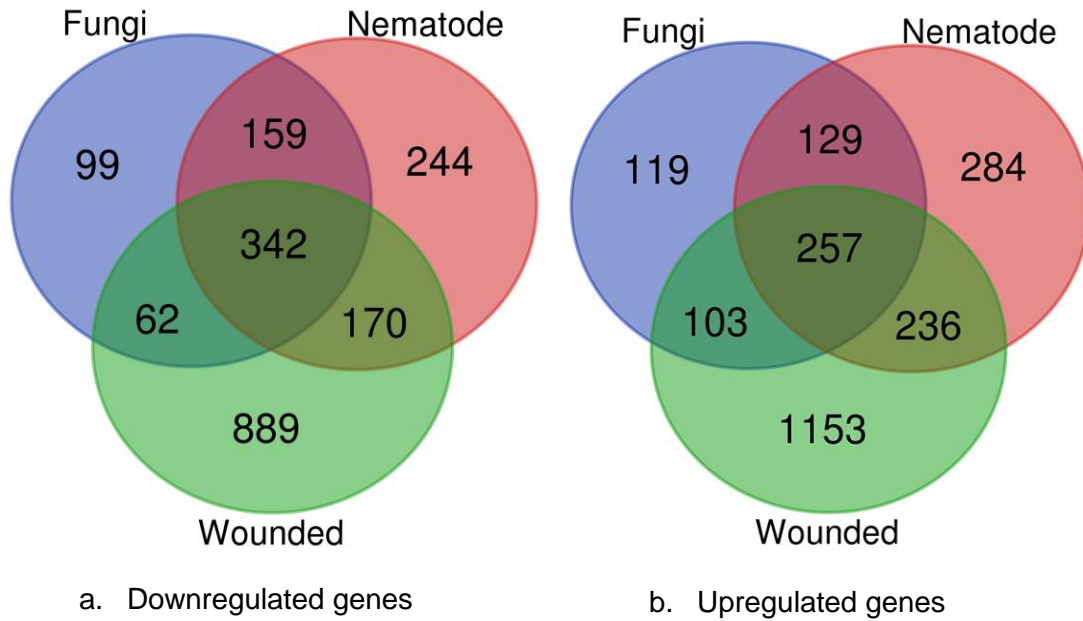 Fungi
Nematode
99
159
244
342
62
170
889
Wounded
a. Downregulated genes
Fungi
Nematode
119
129
284
257
103
236
1153
Wounded
b. Upregulated genes